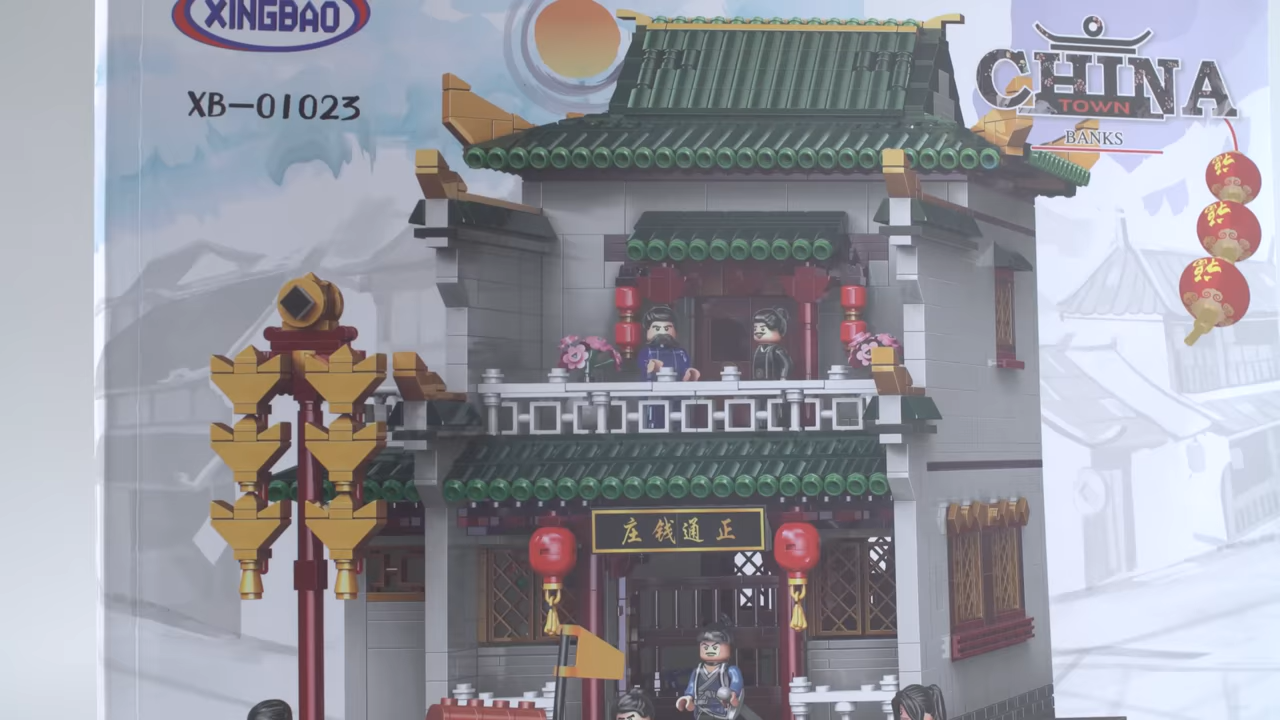 XINGBAO
XB-01023
CHINA
TOWN
BANKS
庄钱通正